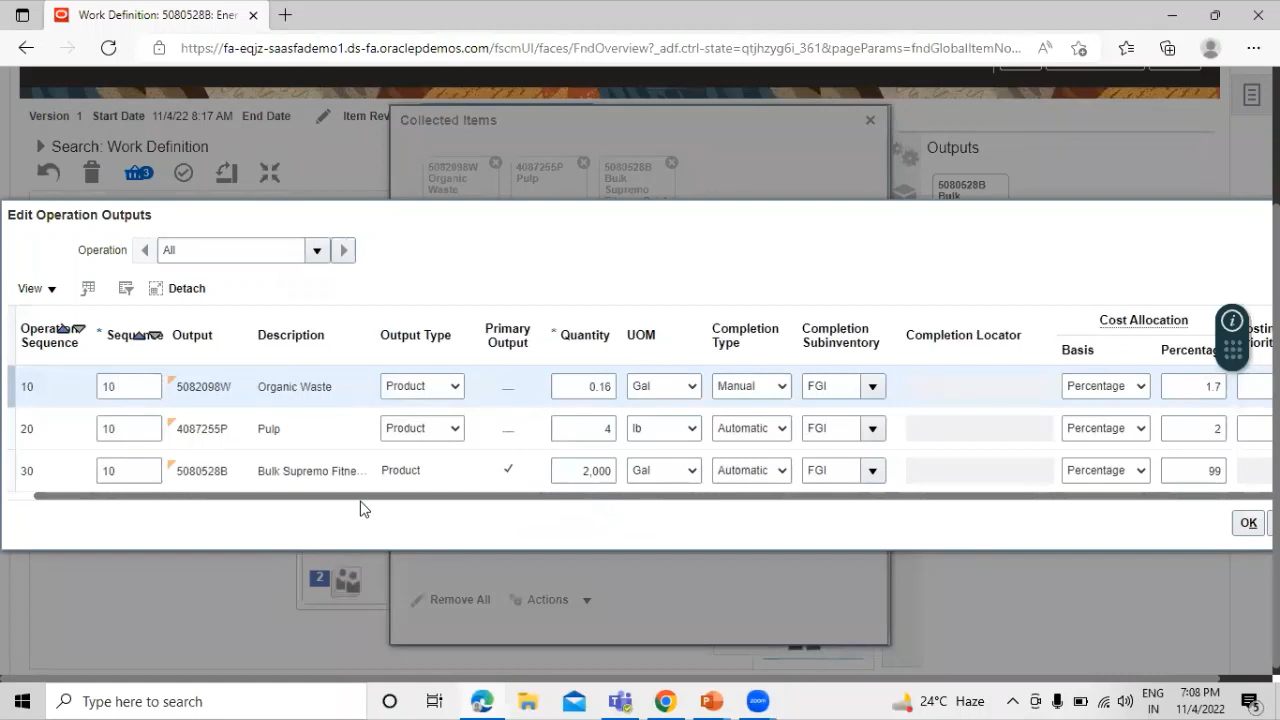 Work Definition: 5080528B: Ener
https://fa-eqjz-saasfademo1.ds-fa.oraclepdemos.com/fscmUI/faces/FndOverview?_adf.ctrl-state=qtjhzyg6i_361&pageParams=fndGlobalItemNo...
Version 1 Start Date 11/4/22 8:17 AM End Date Item Rev
Collected Items
Search: Work Definition
Outputs
3
5082098W
Organic
Waste
4087255P
Pulp
5080528B
Bulk
Supremo
5080528B
Bulk
Edit Operation Outputs
Operation All
View Detach
Operation Sequence * Sequence Output Description Output Type Primary Output * Quantity UOM Completion Type Completion Subinventory Completion Locator Cost Allocation
Basis Percentage
10 10 5082098W Organic Waste Product — 0.16 Gal Manual FGI Percentage 1.7
20 10 4087255P Pulp Product — 4 lb Automatic FGI Percentage 2
30 10 5080528B Bulk Supremo Fitne... Product 2,000 Gal Automatic FGI Percentage 99
OK
2
Remove All Actions
Type here to search
24°C Haze
ENG
IN
7:08 PM
11/4/2022
5